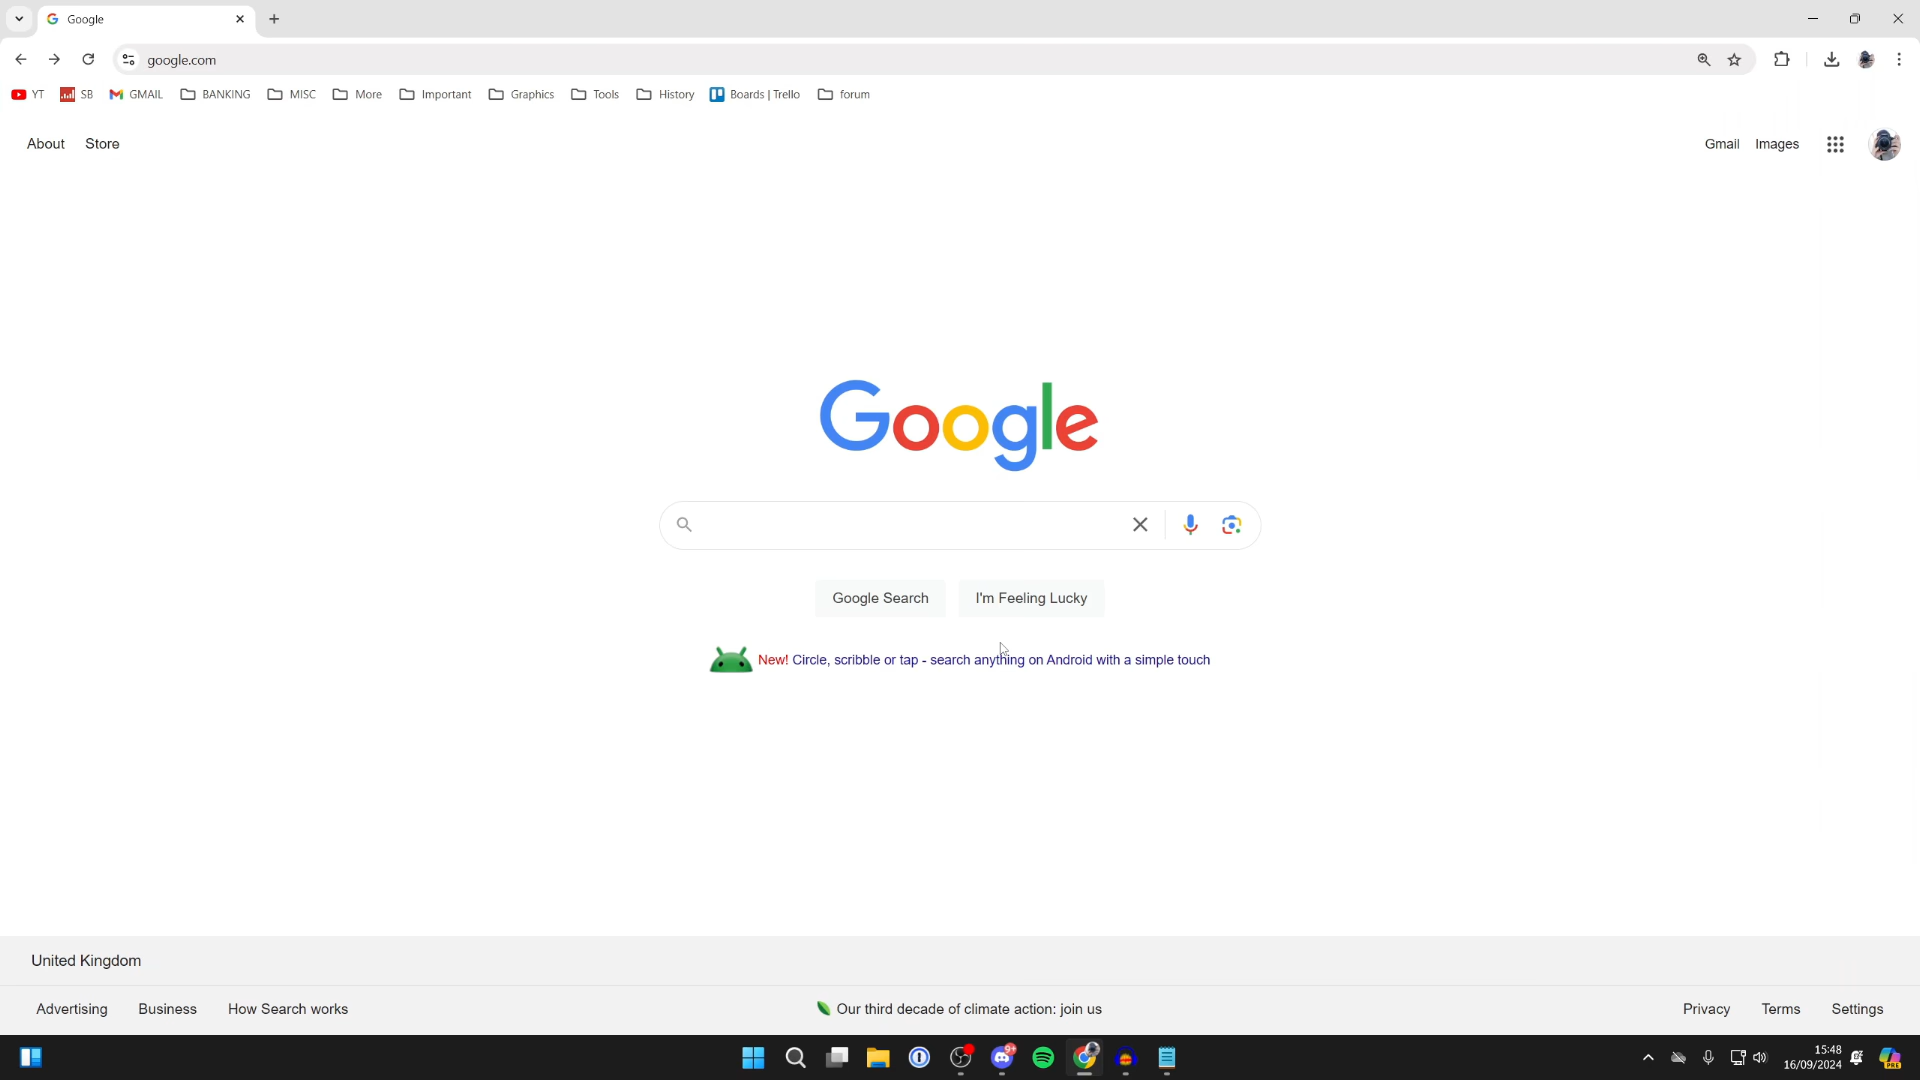 Google
google.com
YT SB GMAIL BANKING MISC More Important Graphics Tools History Boards | Trello forum
About Store Gmail Images
Google
Google Search I'm Feeling Lucky
New! Circle, scribble or tap - search anything on Android with a simple touch
United Kingdom
Advertising Business How Search works Our third decade of climate action: join us Privacy Terms Settings
9+
15:48
16/09/2024
PRE